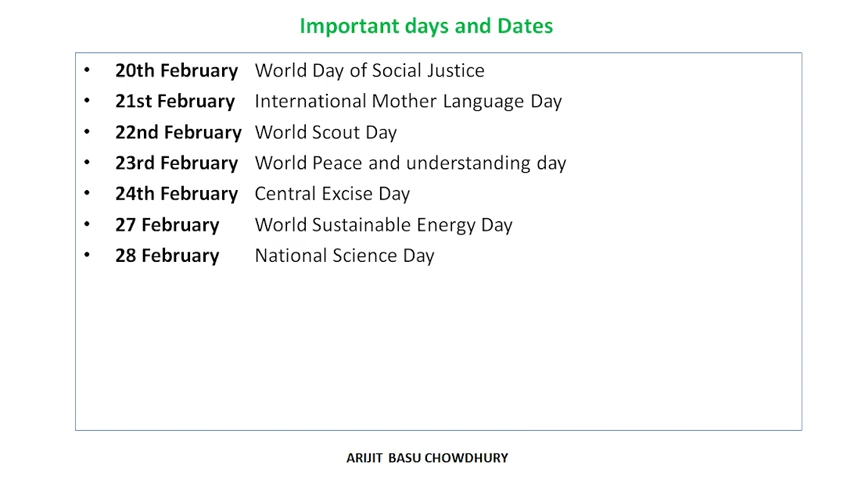 Important days and Dates
• 20th February World Day of Social Justice
• 21st February International Mother Language Day
• 22nd February World Scout Day
• 23rd February World Peace and understanding day
• 24th February Central Excise Day
• 27 February World Sustainable Energy Day
• 28 February National Science Day
ARIJIT BASU CHOWDHURY